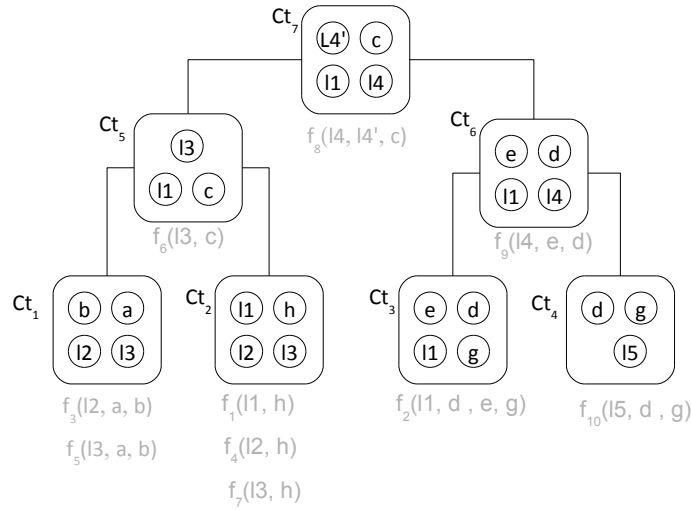 Ct7
L4' c
l1 l4
f8(l4, l4', c)
Ct5
l3
l1 c
f6(l3, c)
Ct6
e d
l1 l4
f9(l4, e, d)
Ct1
b a
l2 l3
f3(l2, a, b)
f5(l3, a, b)
Ct2
l1 h
l2 l3
f1(l1, h)
f4(l2, h)
f7(l3, h)
Ct3
e d
l1 g
f2(l1, d , e, g)
Ct4
d g
l5
f10(l5, d , g)